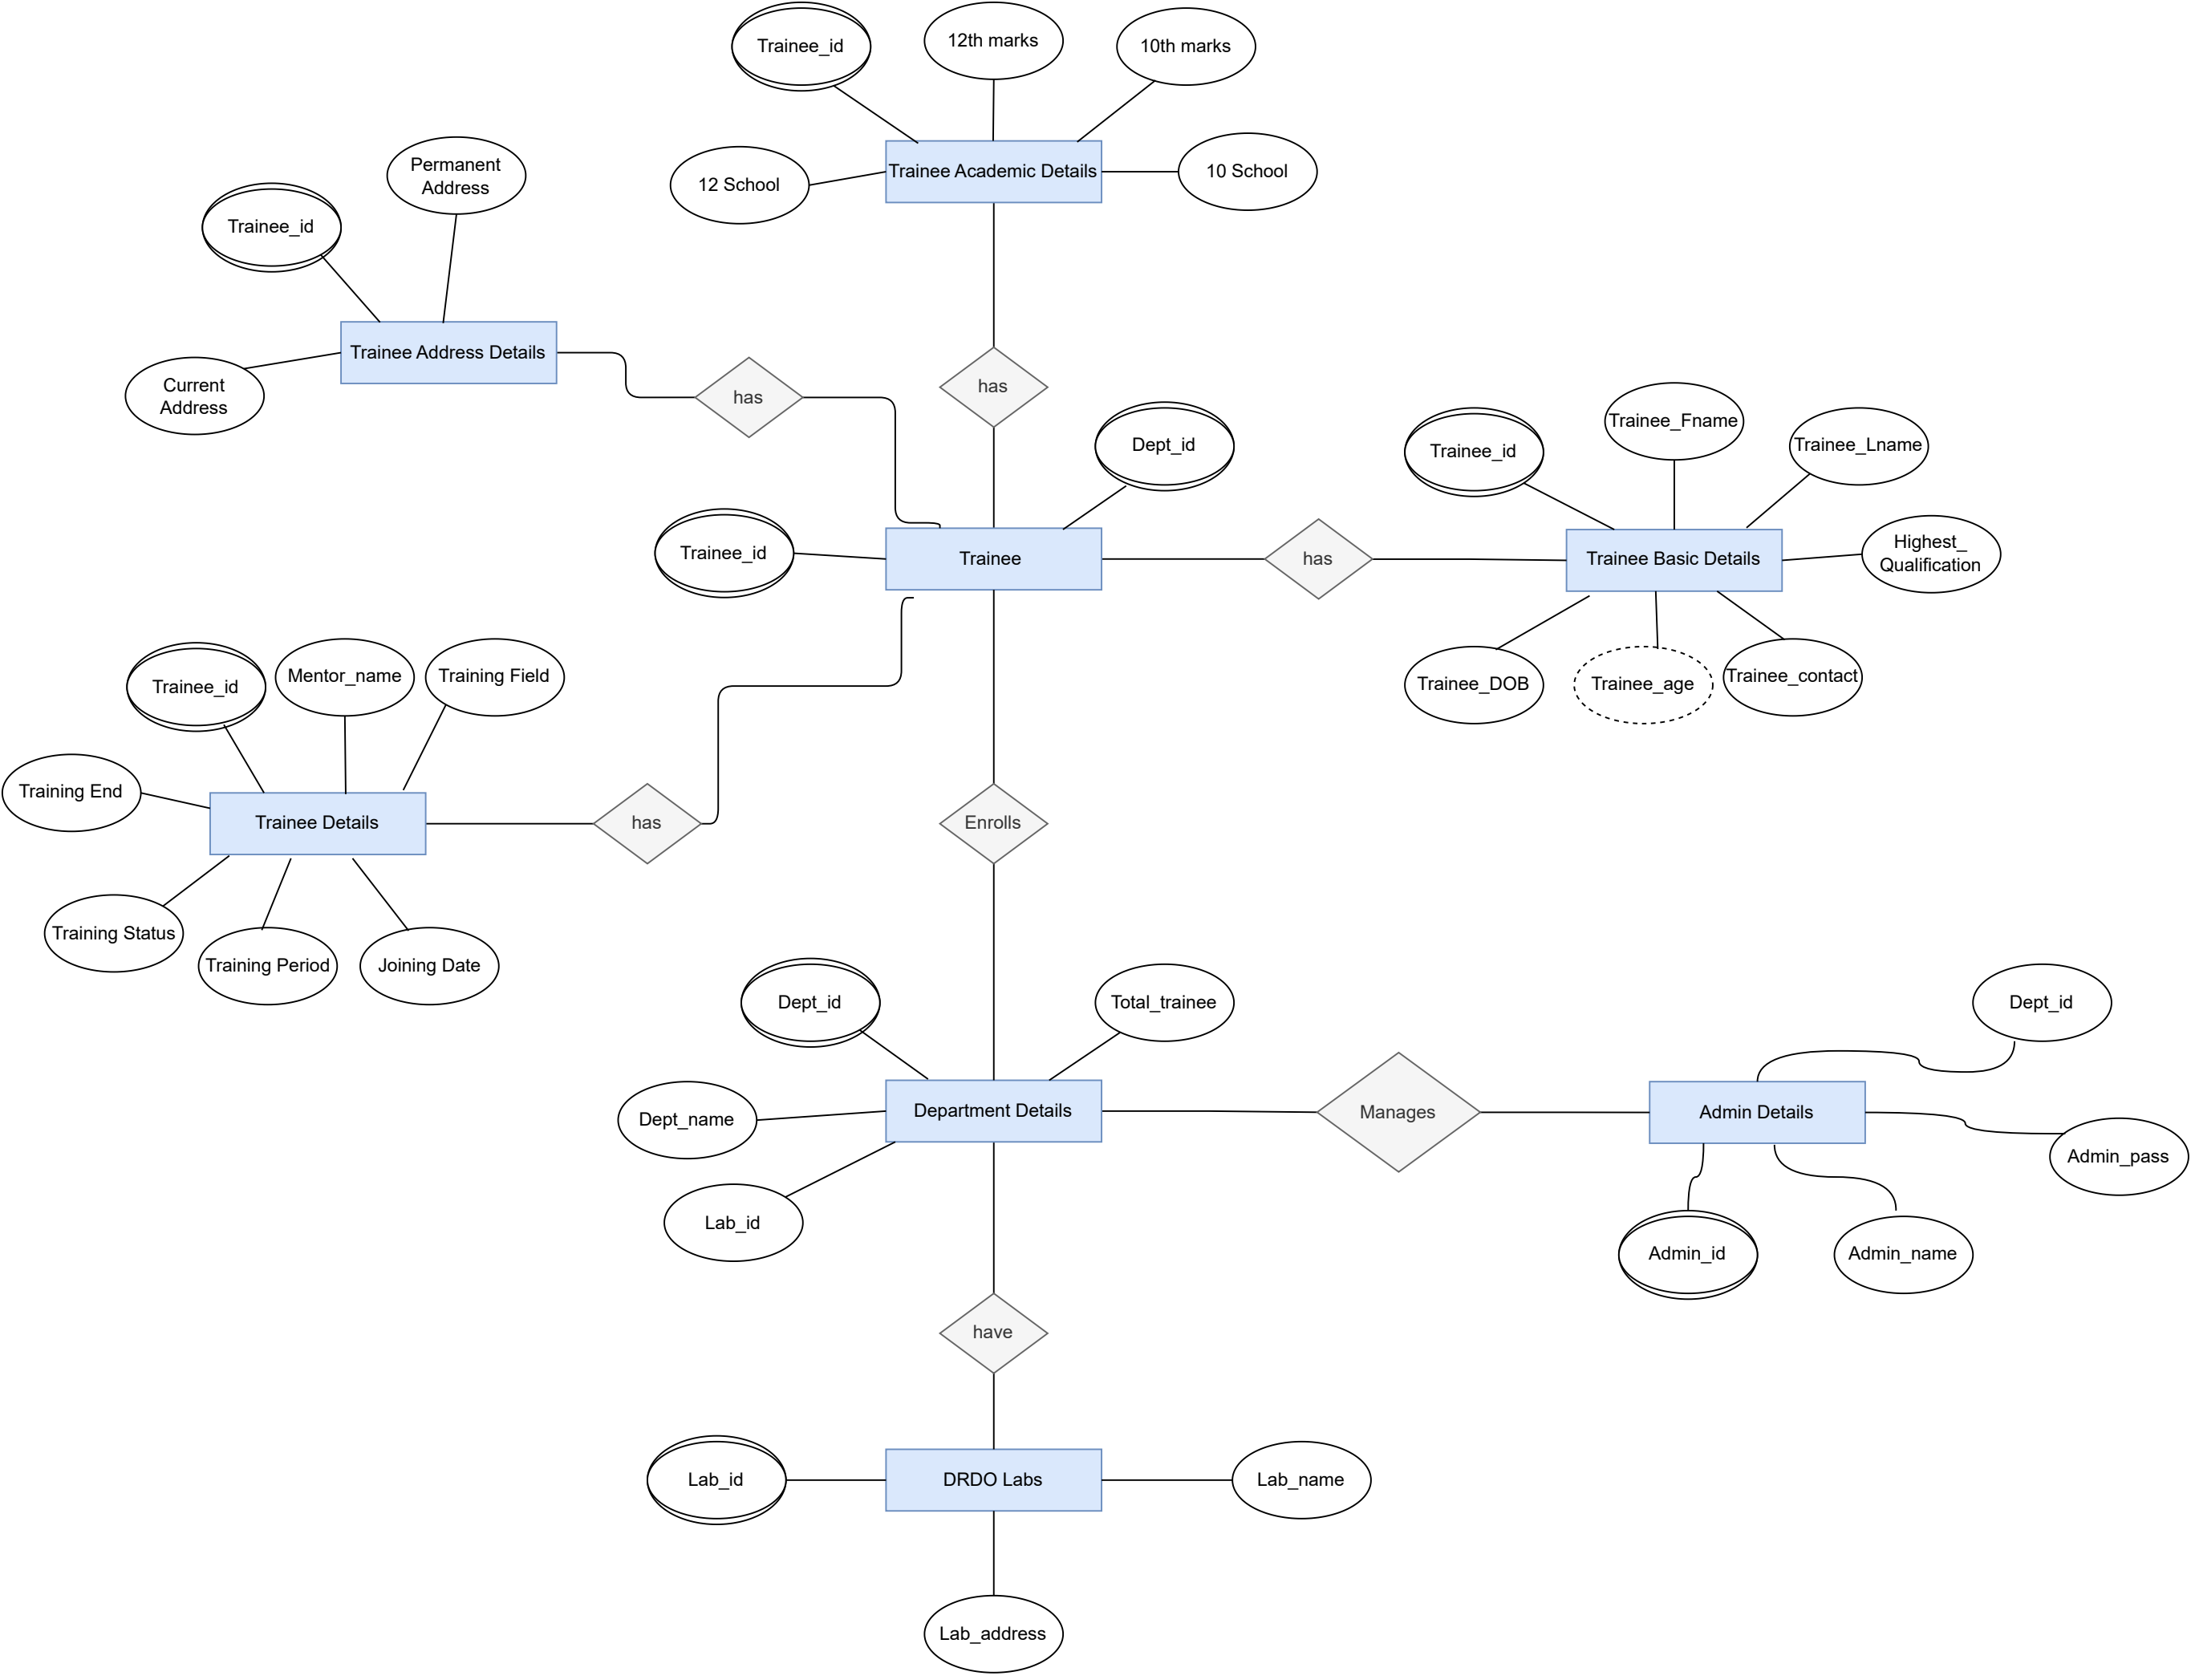 Trainee_id
12th marks
10th marks
12 School
Trainee Academic Details
10 School
Permanent
Address
Trainee_id
Trainee Address Details
Current
Address
has
has
Dept_id
Trainee_id
Trainee
has
Trainee_id
Trainee_Fname
Trainee_Lname
Trainee Basic Details
Highest_
Qualification
Trainee_DOB
Trainee_age
Trainee_contact
Trainee_id
Mentor_name
Training Field
Training End
Trainee Details
has
Enrolls
Training Status
Training Period
Joining Date
Dept_id
Total_trainee
Dept_id
Dept_name
Department Details
Manages
Admin Details
Admin_pass
Lab_id
Admin_id
Admin_name
have
Lab_id
DRDO Labs
Lab_name
Lab_address